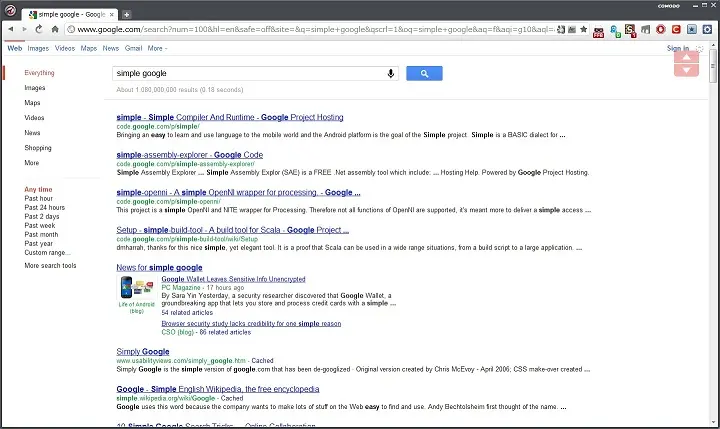 COMODO
simple google - Google
www.google.com/search?num=100&hl=en&safe=off&site=&q=simple+google&qscrl=1&oq=simple+google&aq=f&aqi=g10&aql=
Web Images Videos Maps News Gmail More
Sign in
Everything
Images
Maps
Videos
News
Shopping
More
Any time
Past hour
Past 24 hours
Past 2 days
Past week
Past month
Past year
Custom range...
More search tools
simple google
About 1,080,000,000 results (0.18 seconds)
simple - Simple Compiler And Runtime - Google Project Hosting
code.google.com/p/simple/
Bringing an easy to learn and use language to the mobile world and the Android platform is the goal of the Simple project. Simple is a BASIC dialect for ...
simple-assembly-explorer - Google Code
code.google.com/p/simple-assembly-explorer/
Simple Assembly Explorer ... Simple Assembly Explor (SAE) is a FREE .Net assembly tool which include: ... Hosting Help. Powered by Google Project Hosting.
simple-openni - A simple OpenNI wrapper for processing. - Google ...
code.google.com/p/simple-openni/
This project is a simple OpenNI and NITE wrapper for Processing. Therefore not all functions of OpenNI are supported, it's meant more to deliver a simple access ...
Setup - simple-build-tool - A build tool for Scala - Google Project ...
code.google.com/p/simple-build-tool/wiki/Setup
dmharrah, thanks for this nice simple, yet elegant tool. It is a proof that Scala can be used in a wide range situations, from a build script to a large application. ...
News for simple google
Life of Android (blog)
Google Wallet Leaves Sensitive Info Unencrypted
PC Magazine - 17 hours ago
By Sara Yin Yesterday, a security researcher discovered that Google Wallet, a
groundbreaking app that lets you store and process credit cards with a simple ...
54 related articles
Browser security study lacks credibility for one simple reason
CSO (blog) - 86 related articles
Simply Google
www.usabilityviews.com/simply_google.htm - Cached
Simply Google is the simple version of google.com that has been de-googlized · Original version created by Chris McEvoy - April 2006; CSS make-over created ...
Google - Simple English Wikipedia, the free encyclopedia
simple.wikipedia.org/wiki/Google - Cached
Google uses this word because the company wants to make lots of stuff on the Web easy to find and use. Andy Bechtolsheim first thought of the name. ...
10 Simple Google Search Tricks ... Online Collaboration